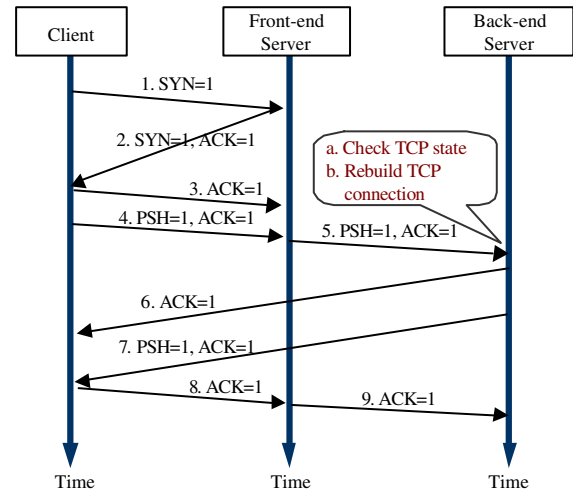 Client
Front-end
Server
Back-end
Server
1. SYN=1
2. SYN=1, ACK=1
a. Check TCP state
b. Rebuild TCP
connection
3. ACK=1
4. PSH=1, ACK=1
5. PSH=1, ACK=1
6. ACK=1
7. PSH=1, ACK=1
8. ACK=1
9. ACK=1
Time
Time
Time